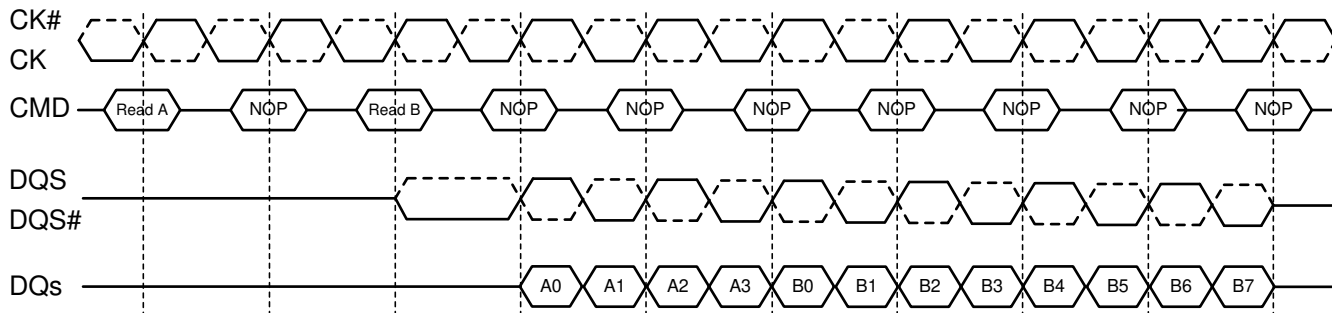 CK#
CK
CMD Read A NOP Read B NOP NOP NOP NOP NOP NOP NOP
DQS
DQS#
DQs A0 A1 A2 A3 B0 B1 B2 B3 B4 B5 B6 B7